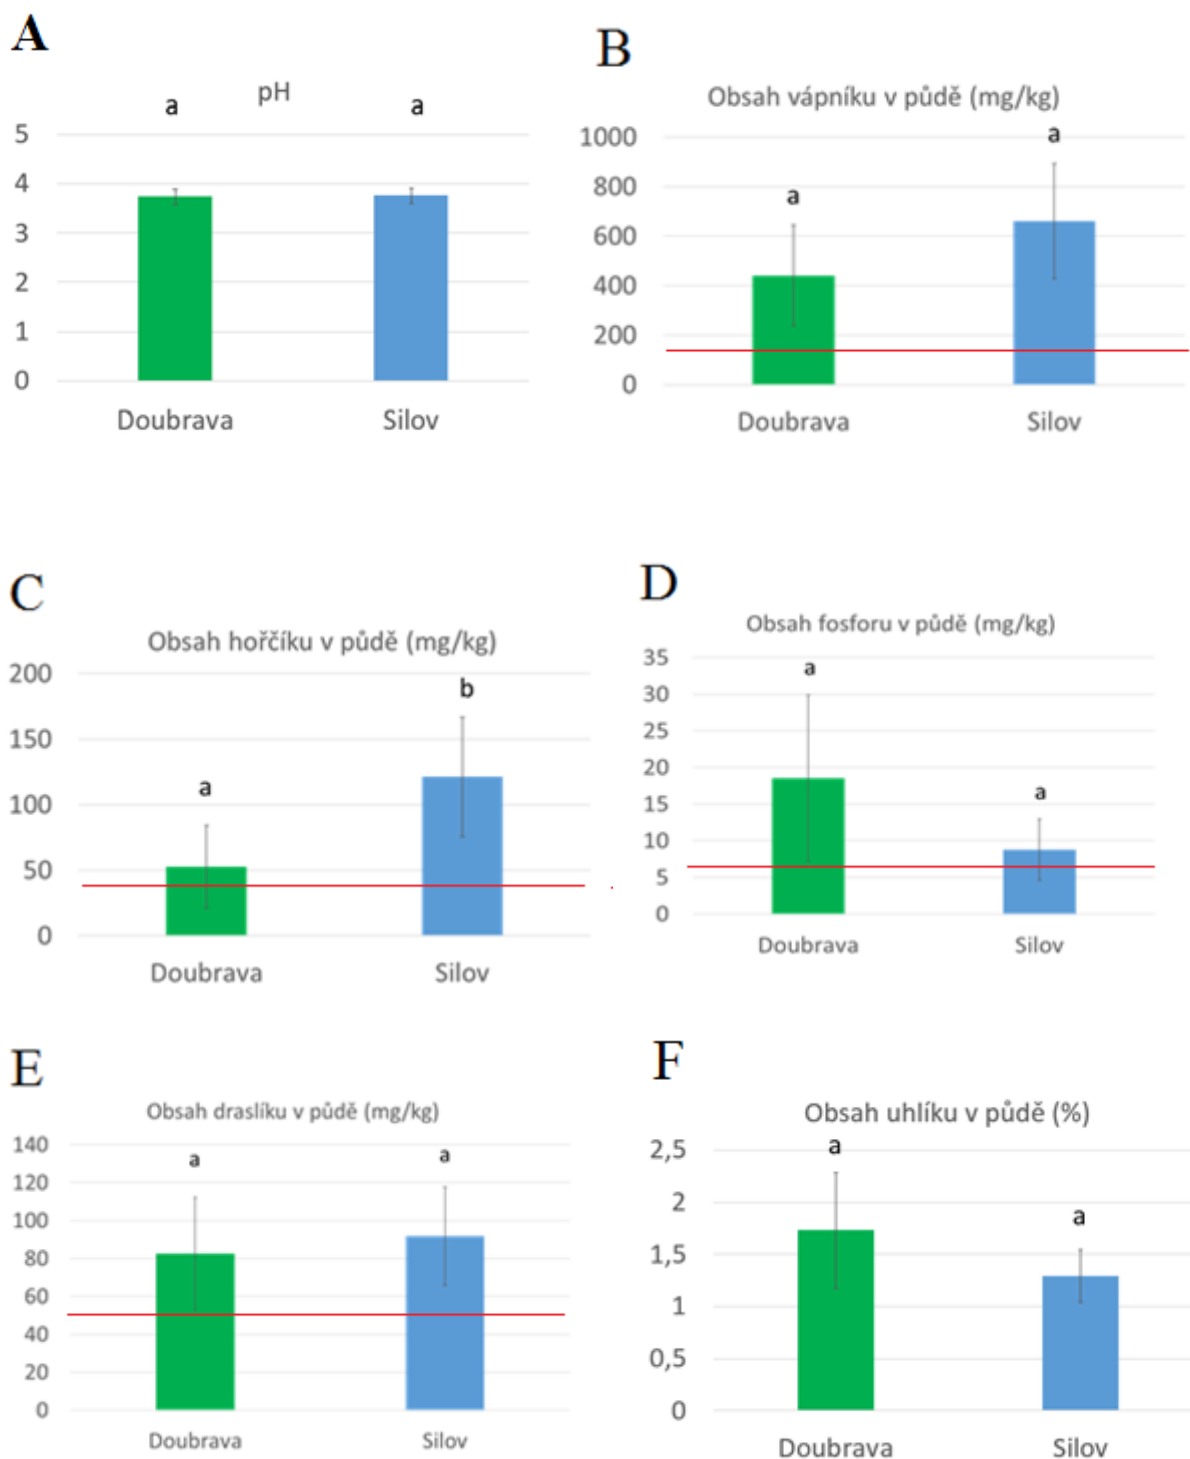 A
pH
a a
5
4
3
2
1
0
Doubrava Silov
B
Obsah vápníku v půdě (mg/kg)
a
a
1000
800
600
400
200
0
Doubrava Silov
C
Obsah hořčíku v půdě (mg/kg)
b
a
200
150
100
50
0
Doubrava Silov
D
Obsah fosforu v půdě (mg/kg)
a
a
35
30
25
20
15
10
5
0
Doubrava Silov
E
Obsah draslíku v půdě (mg/kg)
a a
140
120
100
80
60
40
20
0
Doubrava Silov
F
Obsah uhlíku v půdě (%)
a
a
2,5
2
1,5
1
0,5
0
Doubrava Silov